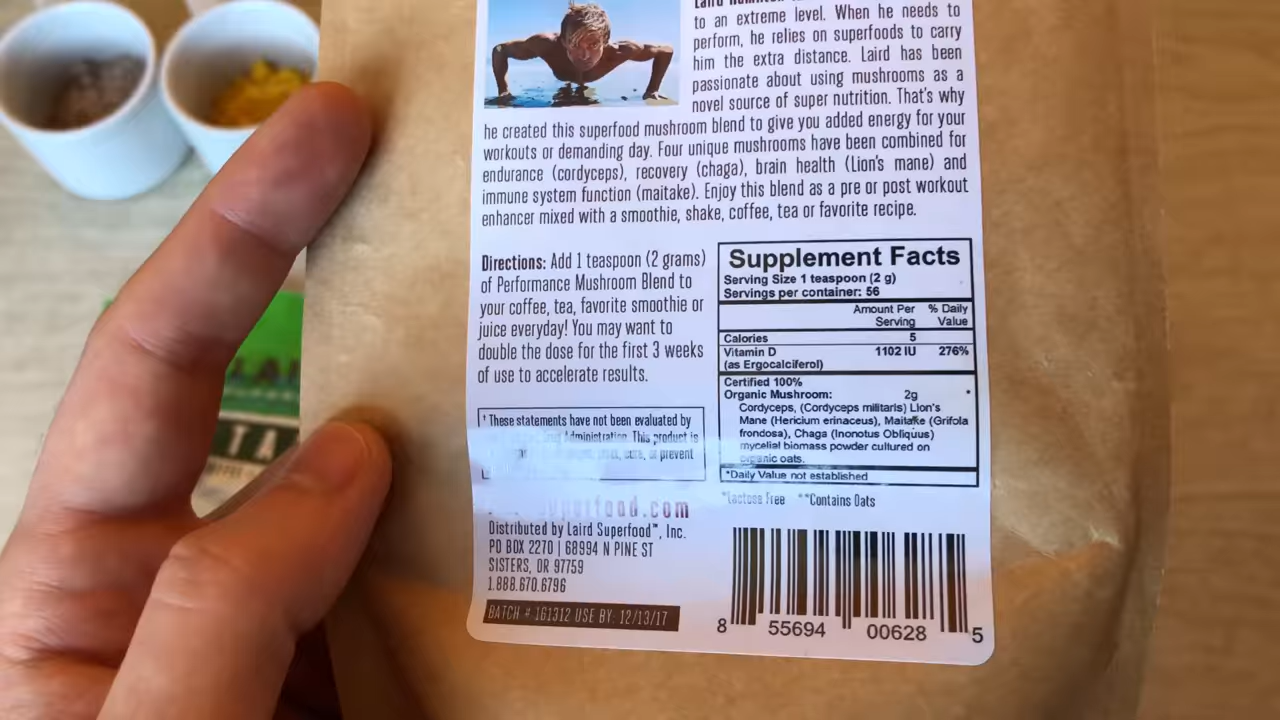 to an extreme level. When he needs to
perform, he relies on superfoods to carry
him the extra distance. Laird has been
passionate about using mushrooms as a
novel source of super nutrition. That's why
he created this superfood mushroom blend to give you added energy for your
workouts or demanding day. Four unique mushrooms have been combined for
endurance (cordyceps), recovery (chaga), brain health (Lion's mane) and
immune system function (maitake). Enjoy this blend as a pre or post workout
enhancer mixed with a smoothie, shake, coffee, tea or favorite recipe.
Directions: Add 1 teaspoon (2 grams)
of Performance Mushroom Blend to
your coffee, tea, favorite smoothie or
juice everyday! You may want to
double the dose for the first 3 weeks
of use to accelerate results.
† These statements have not been evaluated by
Administration. This product is
or prevent
Distributed by Laird Superfood™, Inc.
PO BOX 2270 | 68994 N PINE ST
SISTERS, OR 97759
1.888.670.6796
BATCH # 161312 USE BY: 12/13/17
Supplement Facts
Serving Size 1 teaspoon (2 g)
Servings per container: 56
Amount Per % Daily
Serving Value
Calories 5
Vitamin D 1102 IU 276%
(as Ergocalciferol)
Certified 100%
Organic Mushroom: 2g *
Cordyceps, (Cordyceps militaris) Lion's
Mane (Hericium erinaceus), Maitake (Grifola
frondosa), Chaga (Inonotus Obliquus)
mycelial biomass powder cultured on
organic oats.
*Daily Value not established
*Lactose Free **Contains Oats
8 55694 00628 5